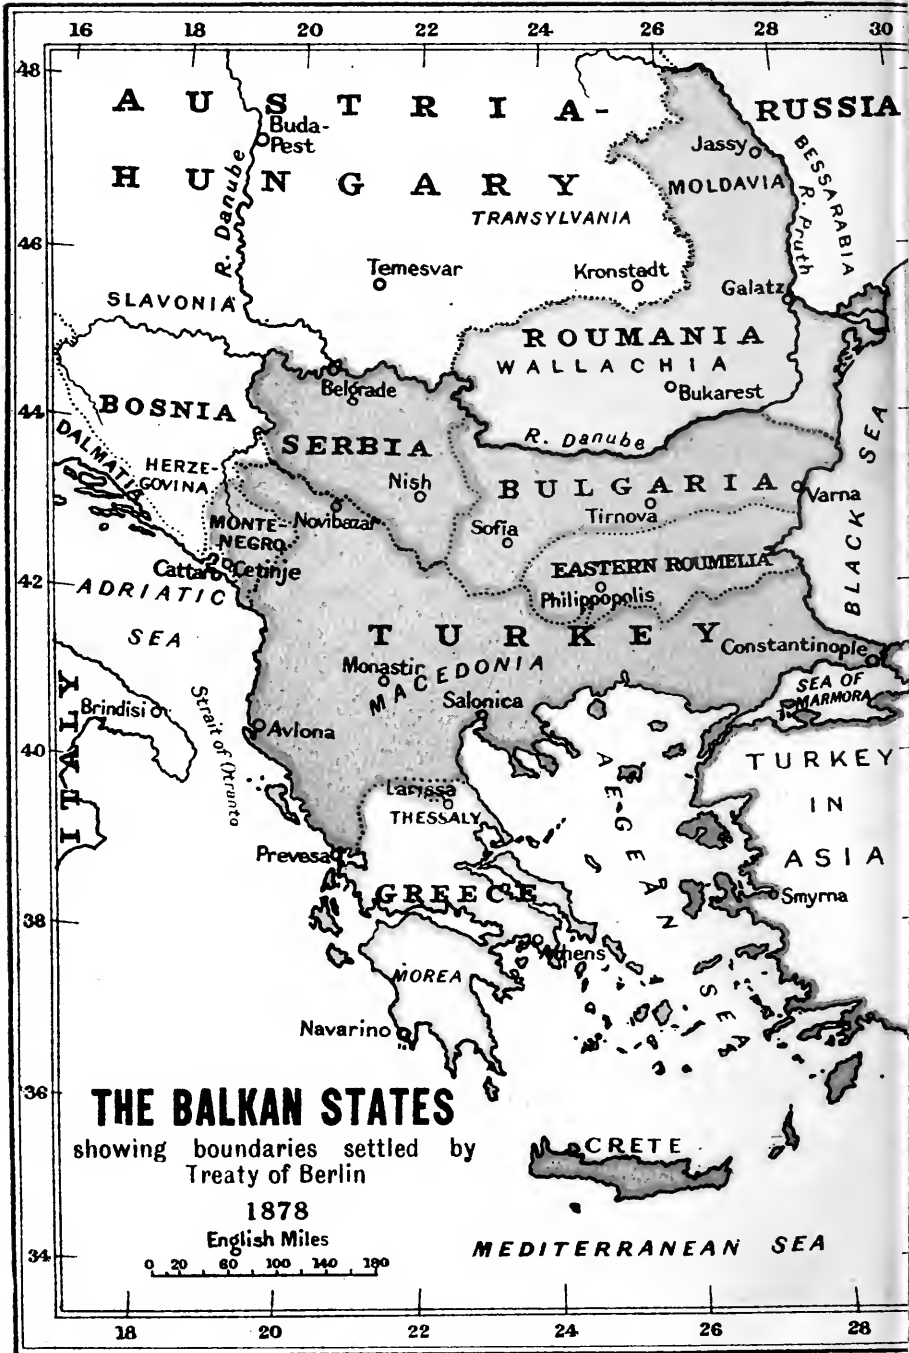 16 18 20 22 24 26 28 30
48
AUSTRIA-
RUSSIA
Buda-
Pest
Jassy
BESSARABIA
HUNGARY
MOLDAVIA
R. Pruth
R. Danube
TRANSYLVANIA
46
Temesvar
Kronstadt
Galatz
SLAVONIA
ROUMANIA
WALLACHIA
Belgrade
Bukarest
44
BOSNIA
DALMATIA
SERBIA
R. Danube
HERZE-
GOVINA
Nish
BULGARIA
Varna
BLACK SEA
MONTE-
NEGRO
Novibazar
Sofia
Tirnova
Cattaro
Cetinje
EASTERN ROUMELIA
42
ADRIATIC
SEA
Philippopolis
TURKEY
Constantinople
Monastir
MACEDONIA
SEA OF
MARMORA
Salonica
ITALY
Brindisi
Strait of Otranto
Avlona
40
TURKEY
IN
ASIA
Larissa
THESSALY
AEGEAN SEA
Prevesa
GREECE
Smyrna
38
Athens
MOREA
Navarino
36
THE BALKAN STATES
showing boundaries settled by
Treaty of Berlin
1878
English Miles
0 20 60 100 140 180
CRETE
34
MEDITERRANEAN SEA
18 20 22 24 26 28